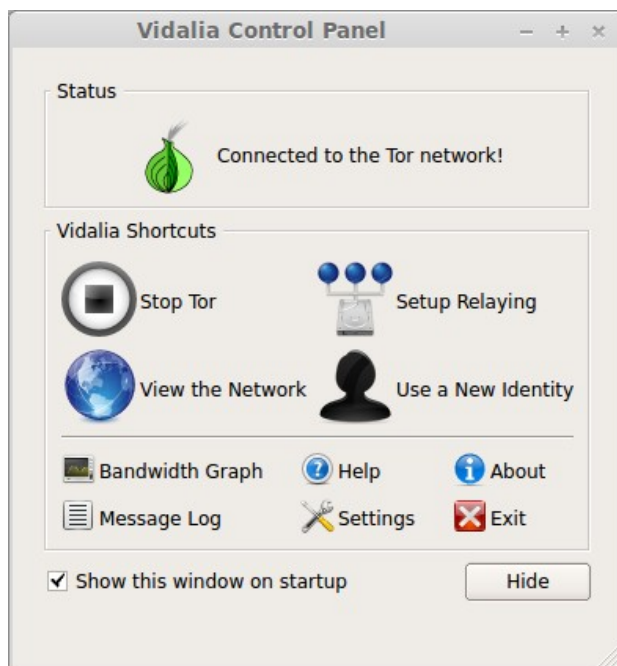 Vidalia Control Panel
Status
Connected to the Tor network!
Vidalia Shortcuts
Stop Tor
Setup Relaying
View the Network
Use a New Identity
Bandwidth Graph
Help
About
Message Log
Settings
Exit
Show this window on startup
Hide